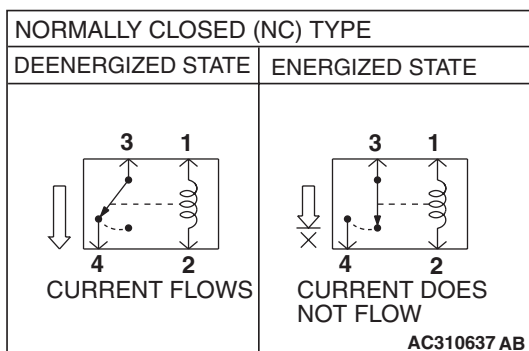 NORMALLY CLOSED (NC) TYPE
DEENERGIZED STATE
ENERGIZED STATE
3 1
4 2
CURRENT FLOWS
3 1
4 2
CURRENT DOES
NOT FLOW
AC310637 AB